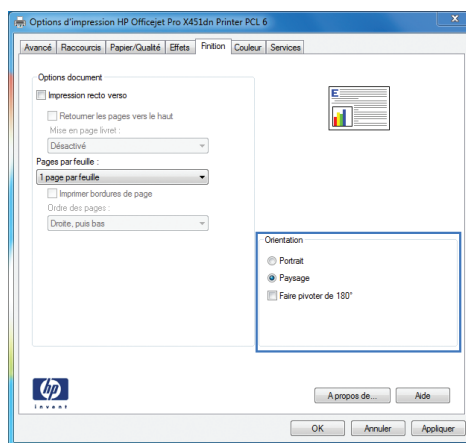 Options d'impression HP Officejet Pro X451dn Printer PCL 6
x
Avancé Raccourcis Papier/Qualité Effets Finition Couleur Services
Options document
Impression recto verso
Retourner les pages vers le haut
Mise en page livret :
Désactivé
Pages par feuille :
1 page par feuille
Imprimer bordures de page
Ordre des pages :
Droite, puis bas
E
Orientation
Portrait
Paysage
Faire pivoter de 180°
hp
invent
A propos de... Aide
OK Annuler Appliquer